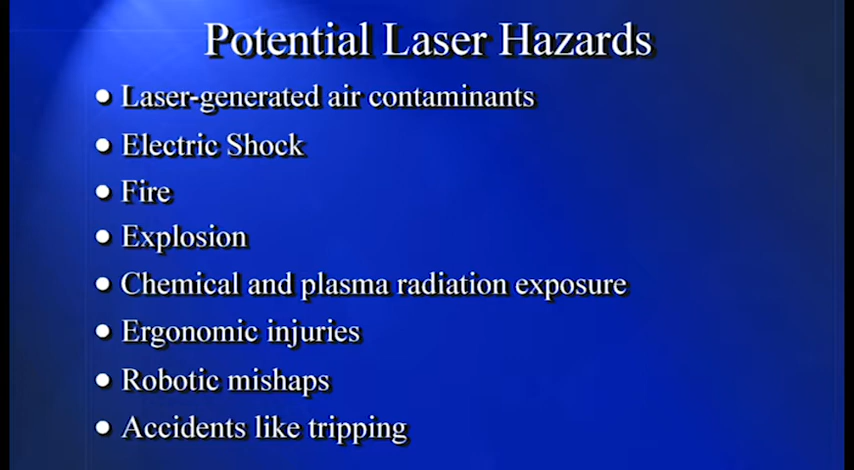 Potential Laser Hazards
• Laser-generated air contaminants
• Electric Shock
• Fire
• Explosion
• Chemical and plasma radiation exposure
• Ergonomic injuries
• Robotic mishaps
• Accidents like tripping